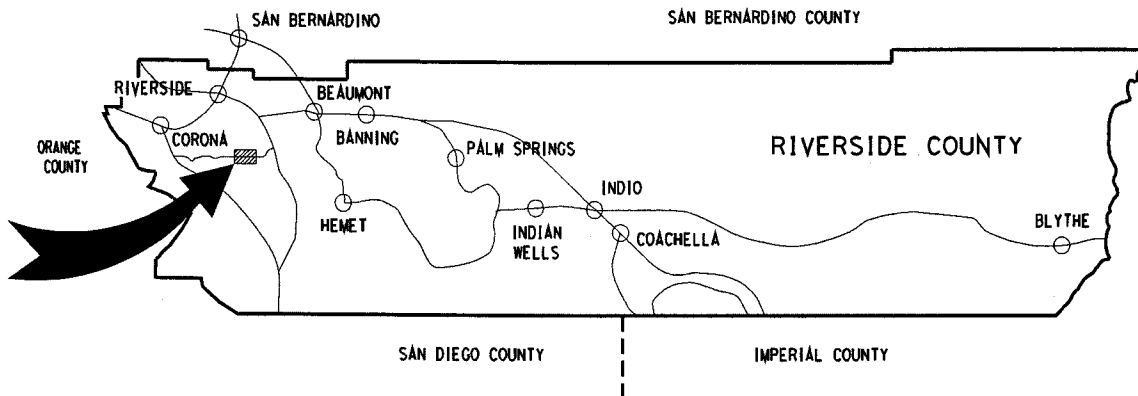 SAN BERNARDINO
SAN BERNARDINO COUNTY
RIVERSIDE
BEAUMONT
CORONA
BANNING
ORANGE
COUNTY
PALM SPRINGS
RIVERSIDE COUNTY
HEMET
INDIAN
WELLS
INDIO
COACHELLA
BLYTHE
SAN DIEGO COUNTY
IMPERIAL COUNTY